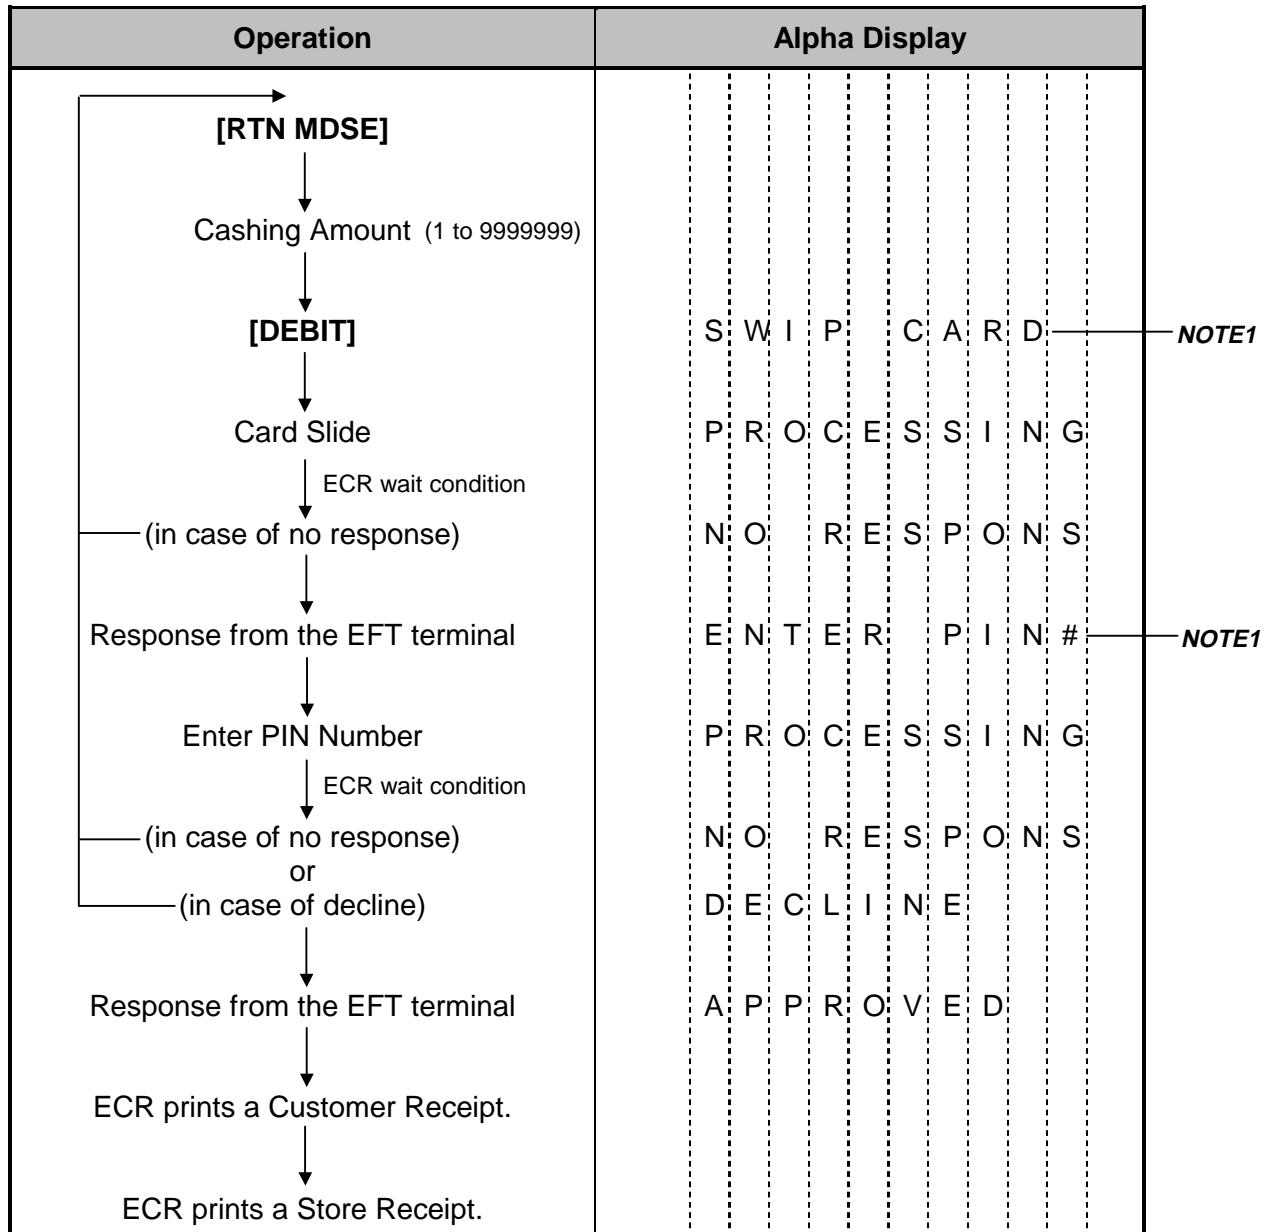 Operation Alpha Display
[RTN MDSE]
Cashing Amount (1 to 9999999)
[DEBIT] SWIP CARD NOTE1
Card Slide PROCESSING
ECR wait condition
(in case of no response) NO RESPONS
Response from the EFT terminal ENTER PIN# NOTE1
Enter PIN Number PROCESSING
ECR wait condition
(in case of no response) NO RESPONS
or
(in case of decline) DECLINE
Response from the EFT terminal APPROVED
ECR prints a Customer Receipt.
ECR prints a Store Receipt.